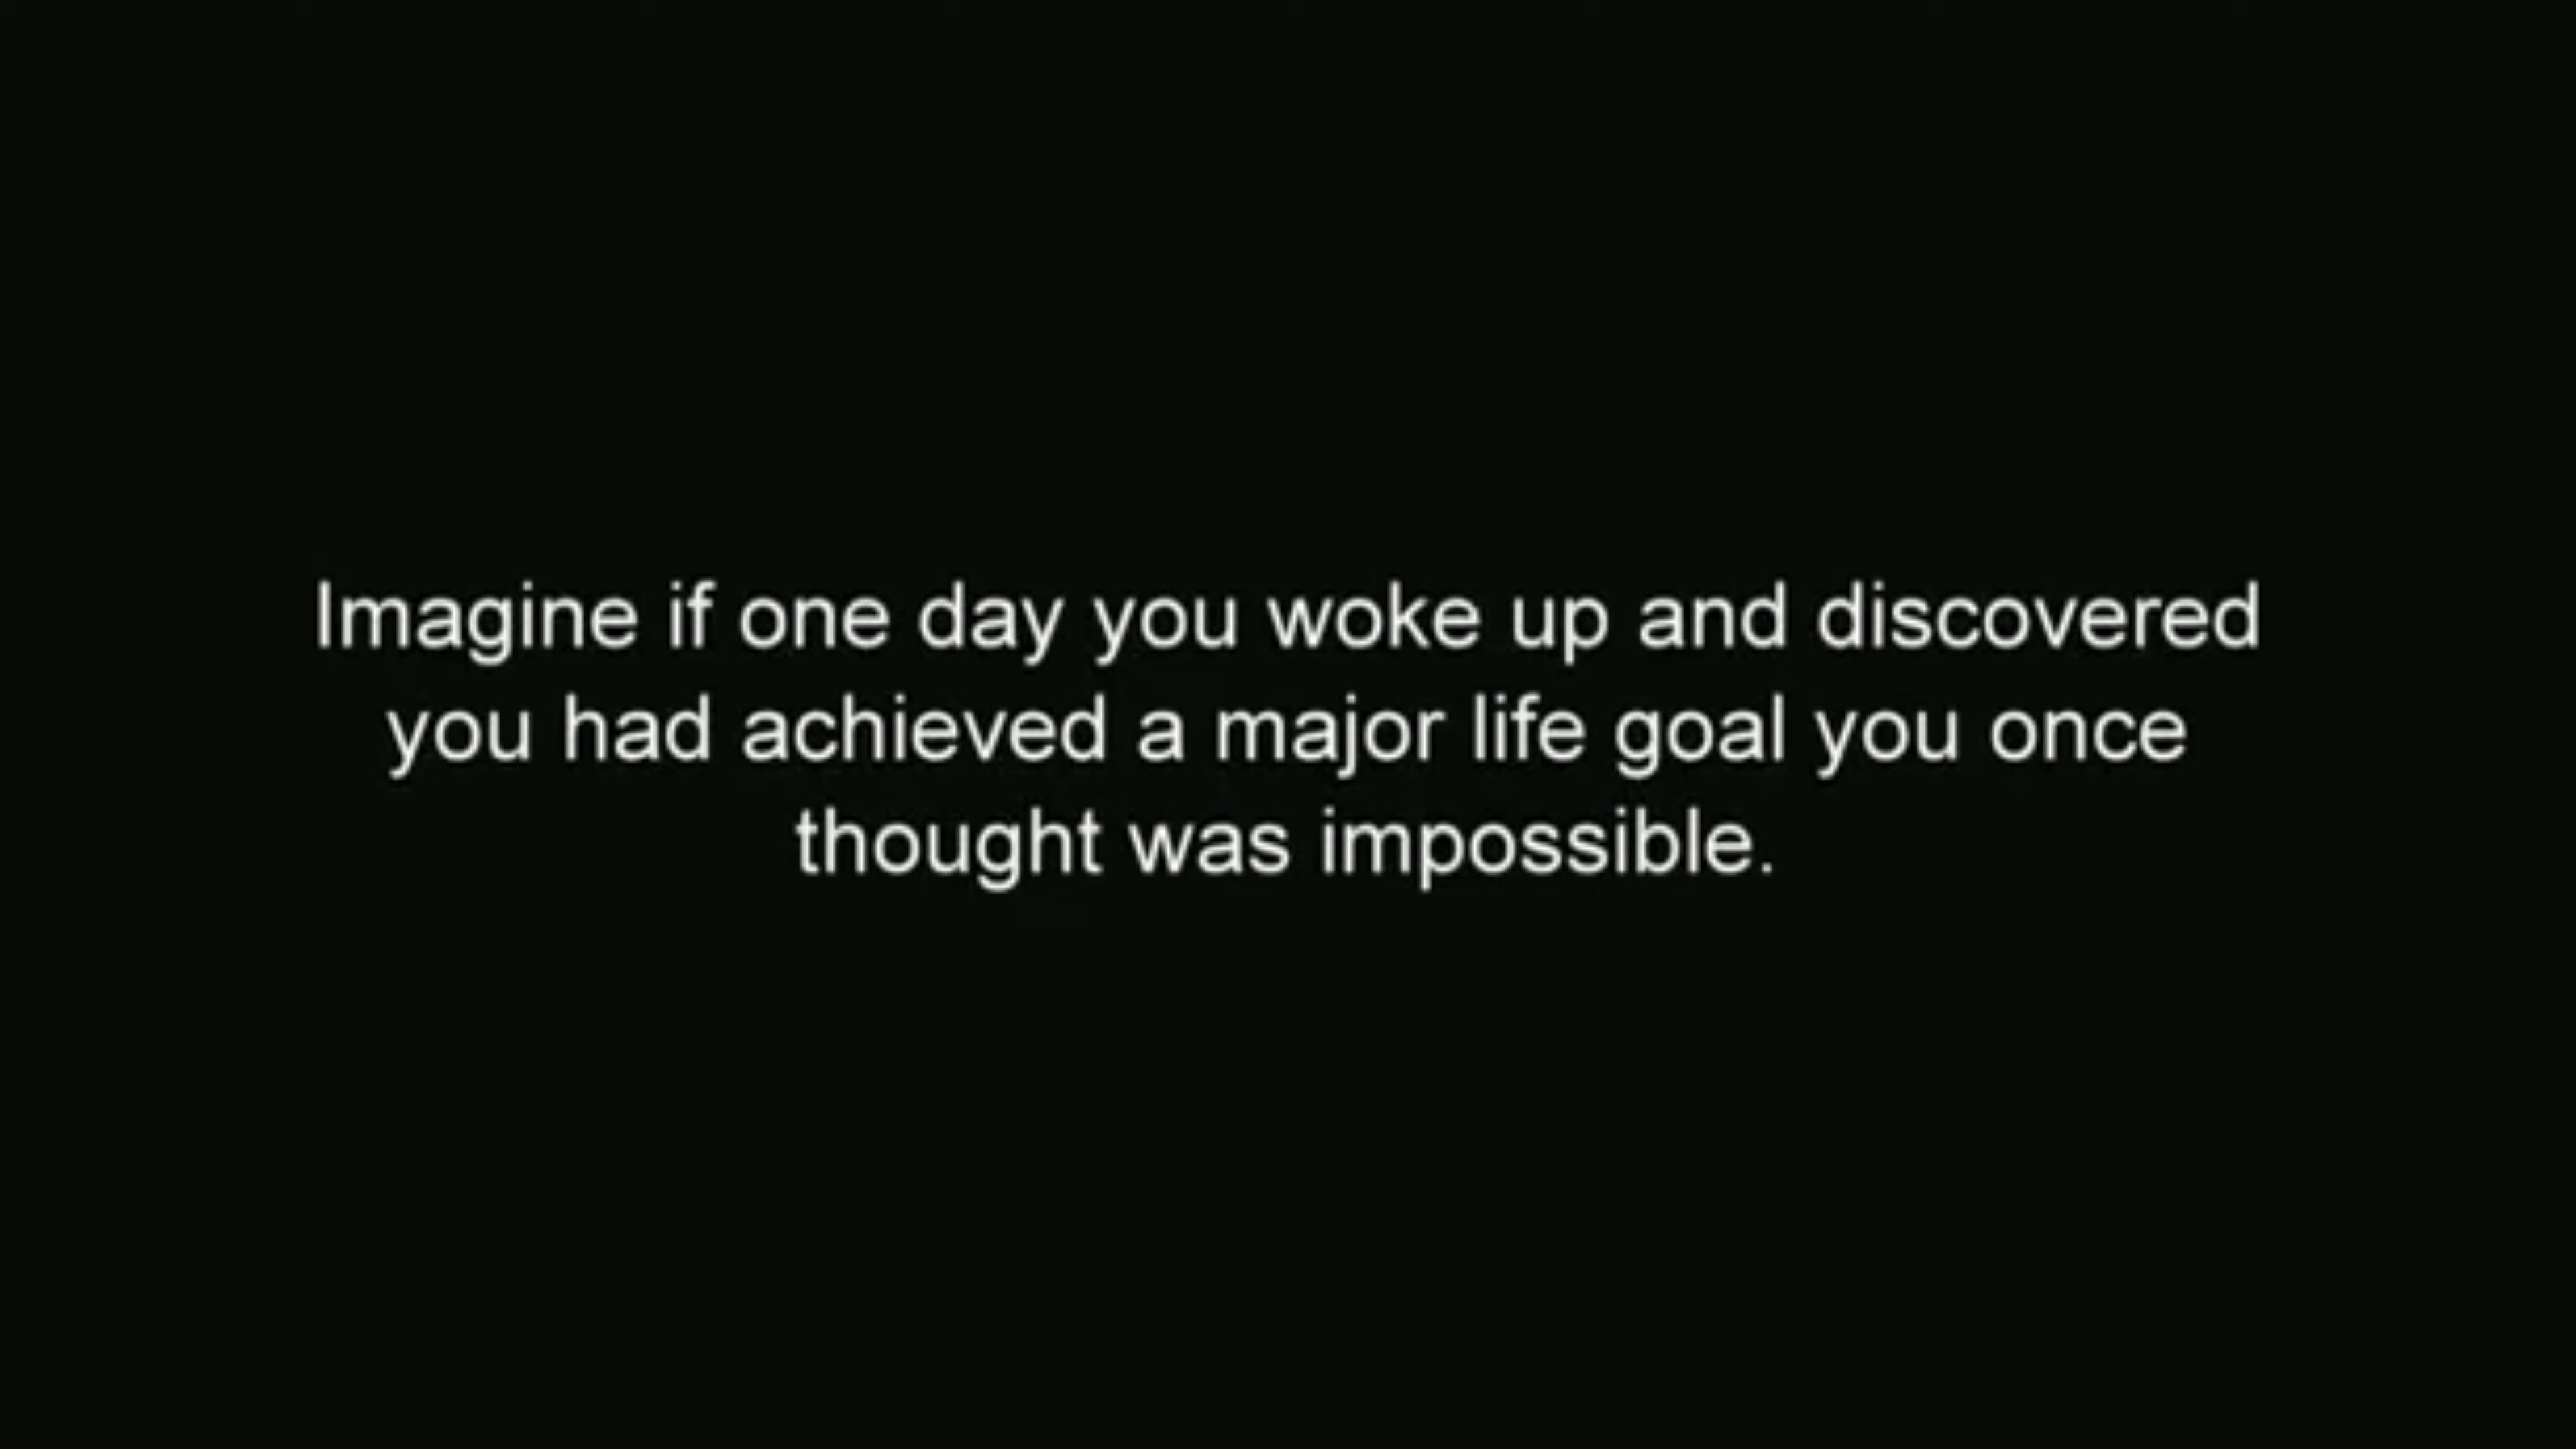 Imagine if one day you woke up and discovered
you had achieved a major life goal you once
thought was impossible.